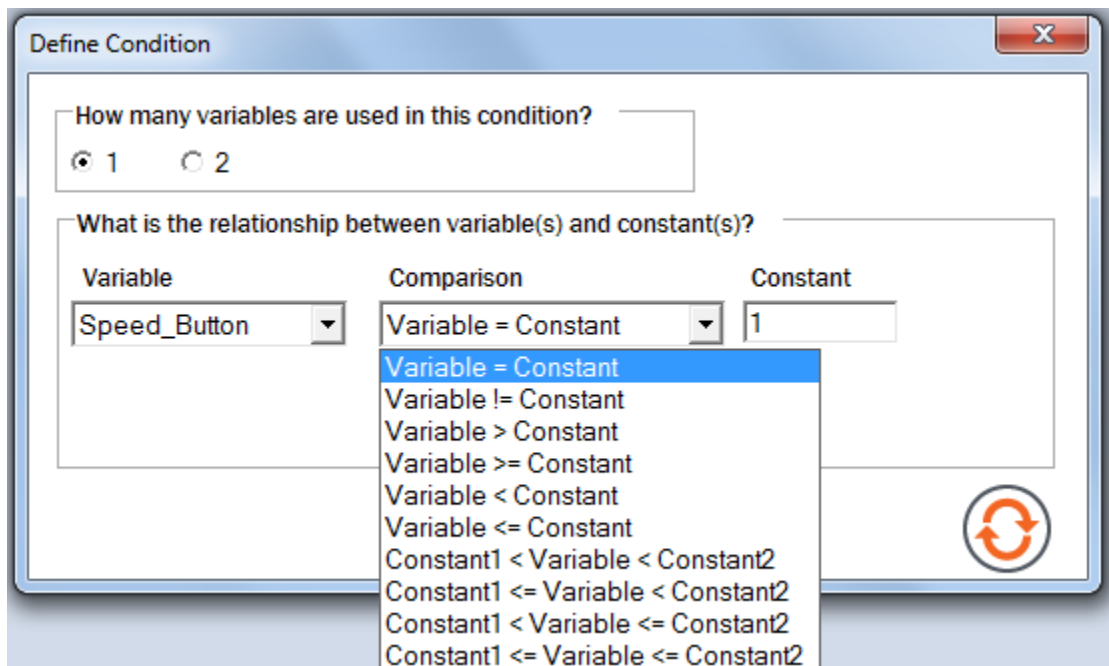 Define Condition
How many variables are used in this condition?
1 2
What is the relationship between variable(s) and constant(s)?
Variable Comparison Constant
Speed_Button Variable = Constant 1
Variable = Constant
Variable != Constant
Variable > Constant
Variable >= Constant
Variable < Constant
Variable <= Constant
Constant1 < Variable < Constant2
Constant1 <= Variable < Constant2
Constant1 < Variable <= Constant2
Constant1 <= Variable <= Constant2